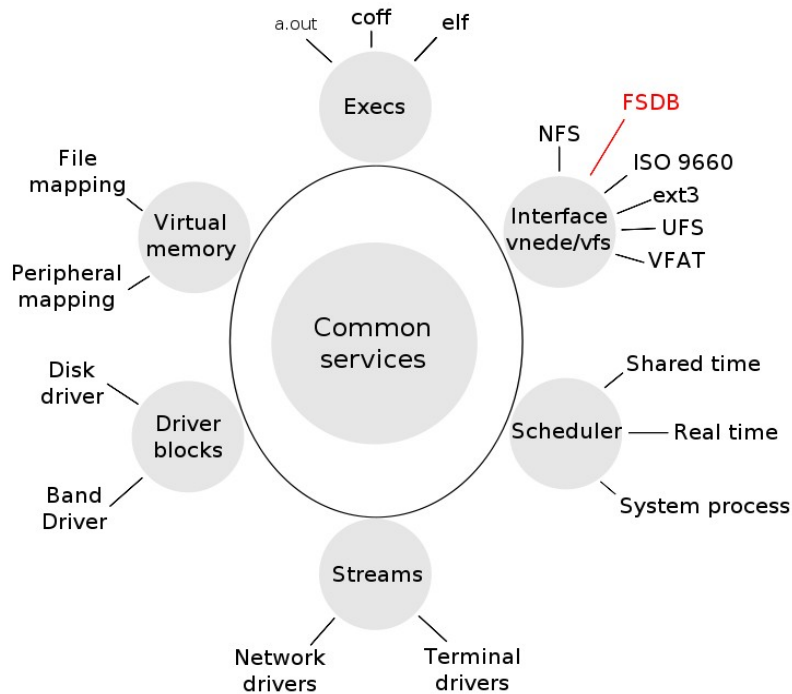 a.out
coff
elf
Execs
FSDB
NFS
ISO 9660
ext3
UFS
VFAT
Interface
vnede/vfs
File
mapping
Virtual
memory
Peripheral
mapping
Common
services
Disk
driver
Driver
blocks
Band
Driver
Shared time
Scheduler
Real time
System process
Streams
Network
drivers
Terminal
drivers